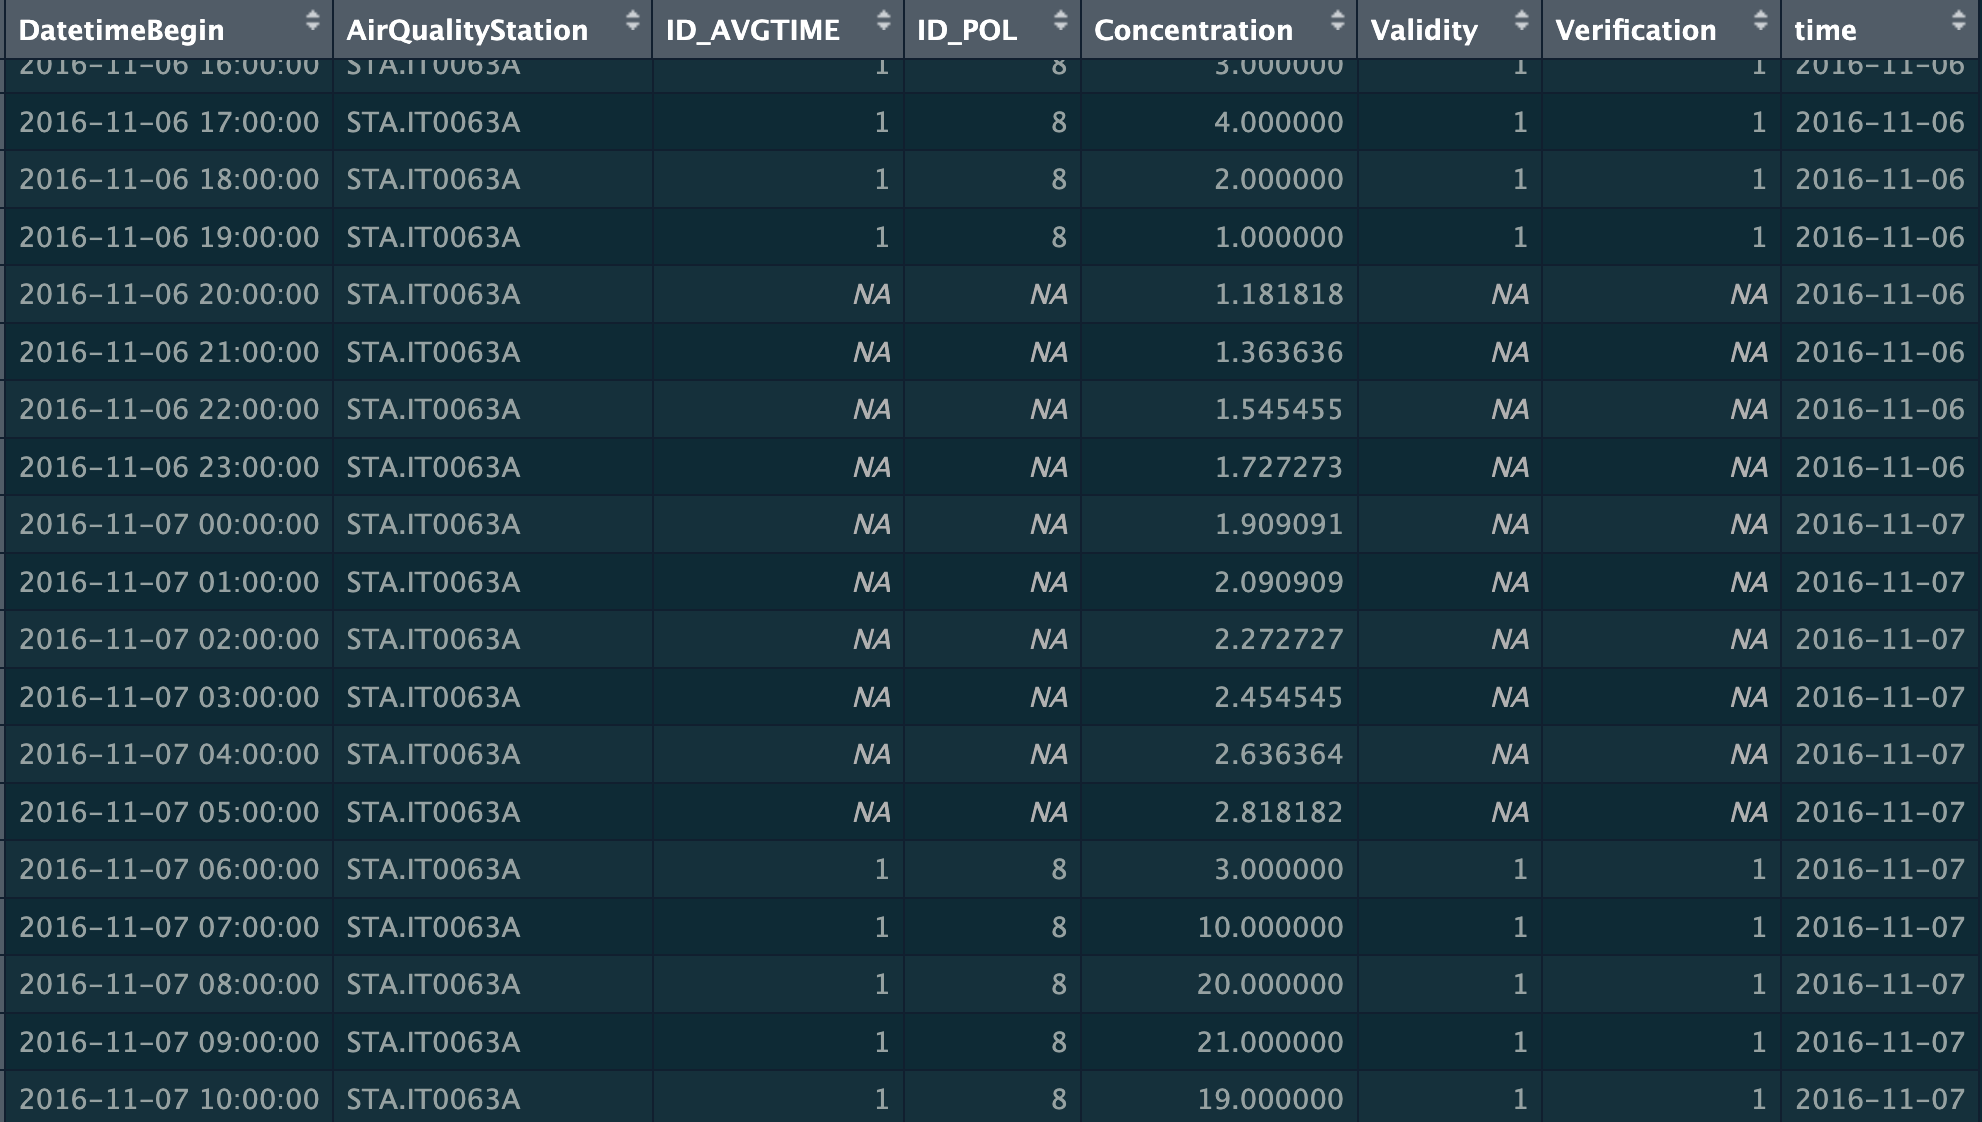 DatetimeBegin AirQualityStation ID_AVGTIME ID_POL Concentration Validity Verification time
2016-11-06 16:00:00 STA.IT0063A 1 8 3.000000 1 1 2016-11-06
2016-11-06 17:00:00 STA.IT0063A 1 8 4.000000 1 1 2016-11-06
2016-11-06 18:00:00 STA.IT0063A 1 8 2.000000 1 1 2016-11-06
2016-11-06 19:00:00 STA.IT0063A 1 8 1.000000 1 1 2016-11-06
2016-11-06 20:00:00 STA.IT0063A NA NA 1.181818 NA NA 2016-11-06
2016-11-06 21:00:00 STA.IT0063A NA NA 1.363636 NA NA 2016-11-06
2016-11-06 22:00:00 STA.IT0063A NA NA 1.545455 NA NA 2016-11-06
2016-11-06 23:00:00 STA.IT0063A NA NA 1.727273 NA NA 2016-11-06
2016-11-07 00:00:00 STA.IT0063A NA NA 1.909091 NA NA 2016-11-07
2016-11-07 01:00:00 STA.IT0063A NA NA 2.090909 NA NA 2016-11-07
2016-11-07 02:00:00 STA.IT0063A NA NA 2.272727 NA NA 2016-11-07
2016-11-07 03:00:00 STA.IT0063A NA NA 2.454545 NA NA 2016-11-07
2016-11-07 04:00:00 STA.IT0063A NA NA 2.636364 NA NA 2016-11-07
2016-11-07 05:00:00 STA.IT0063A NA NA 2.818182 NA NA 2016-11-07
2016-11-07 06:00:00 STA.IT0063A 1 8 3.000000 1 1 2016-11-07
2016-11-07 07:00:00 STA.IT0063A 1 8 10.000000 1 1 2016-11-07
2016-11-07 08:00:00 STA.IT0063A 1 8 20.000000 1 1 2016-11-07
2016-11-07 09:00:00 STA.IT0063A 1 8 21.000000 1 1 2016-11-07
2016-11-07 10:00:00 STA.IT0063A 1 8 19.000000 1 1 2016-11-07